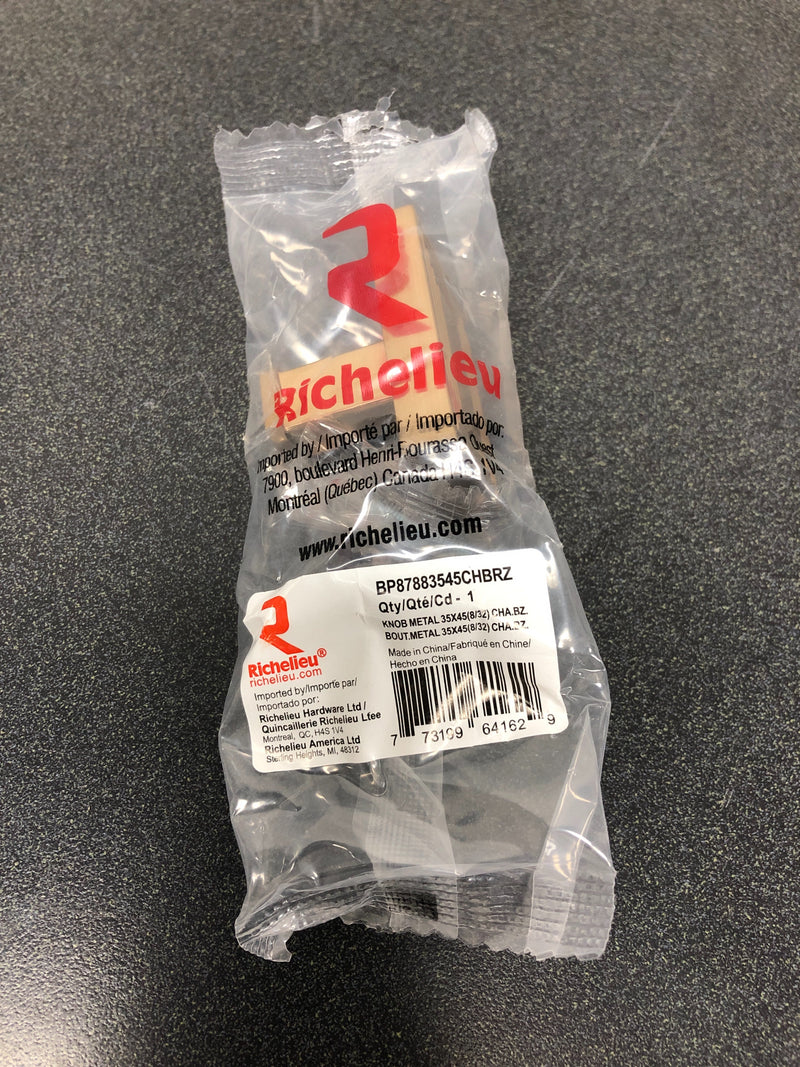 Richelieu
Imported by / Importé par / Importado por:
7900, boulevard Henri-Bourassa Ouest
Montréal (Québec) Canada 1V4
www.richelieu.com
BP87883545CHBRZ
Qty/Qté/Cd - 1
KNOB METAL 35X45(8/32) CHA.BZ.
BOUT.METAL 35X45(8/32) CHA.BZ.
Made in China/Fabriqué en Chine/
Hecho en China
Richelieu®
richelieu.com
Imported by/Importe par/
Importado por:
Richelieu Hardware Ltd /
Quincaillerie Richelieu Ltee
Montreal, QC, H4S 1V4
Richelieu America Ltd
Sterling Heights, MI, 48312
7 73109 64162 9